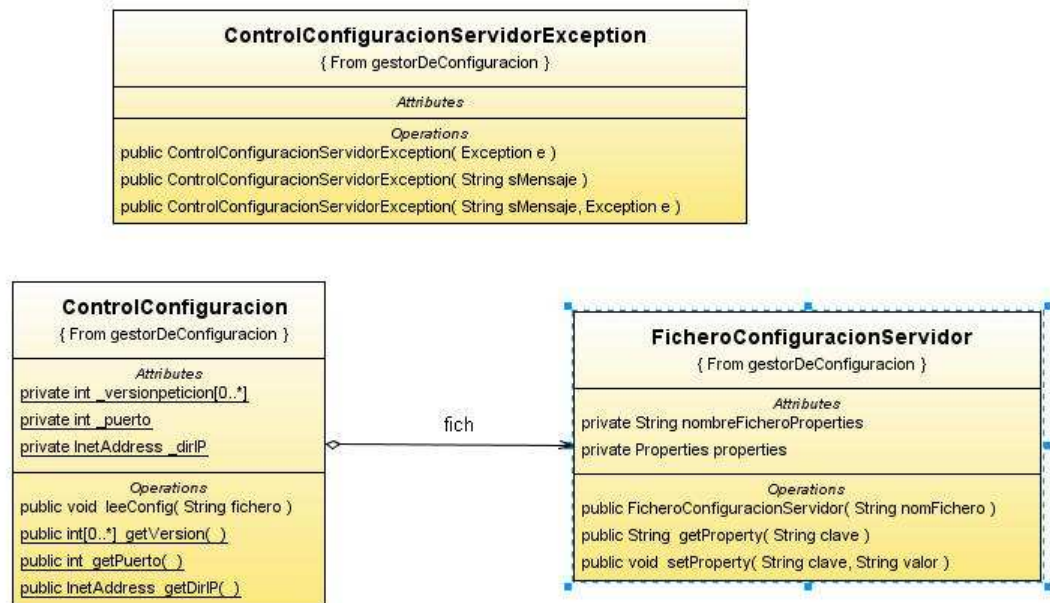 ControlConfiguracionServidorException
{ From gestorDeConfiguracion }
Attributes
Operations
public ControlConfiguracionServidorException( Exception e )
public ControlConfiguracionServidorException( String sMensaje )
public ControlConfiguracionServidorException( String sMensaje, Exception e )
ControlConfiguracion
{ From gestorDeConfiguracion }
Attributes
private int _versionpeticion[0..*]
private int _puerto
private InetAddress _dirIP
Operations
public void leeConfig( String fichero )
public int[0..*] getVersion( )
public int getPuerto( )
public InetAddress getDirIP( )
fich
FicheroConfiguracionServidor
{ From gestorDeConfiguracion }
Attributes
private String nombreFicheroProperties
private Properties properties
Operations
public FicheroConfiguracionServidor( String nomFichero )
public String getProperty( String clave )
public void setProperty( String clave, String valor )